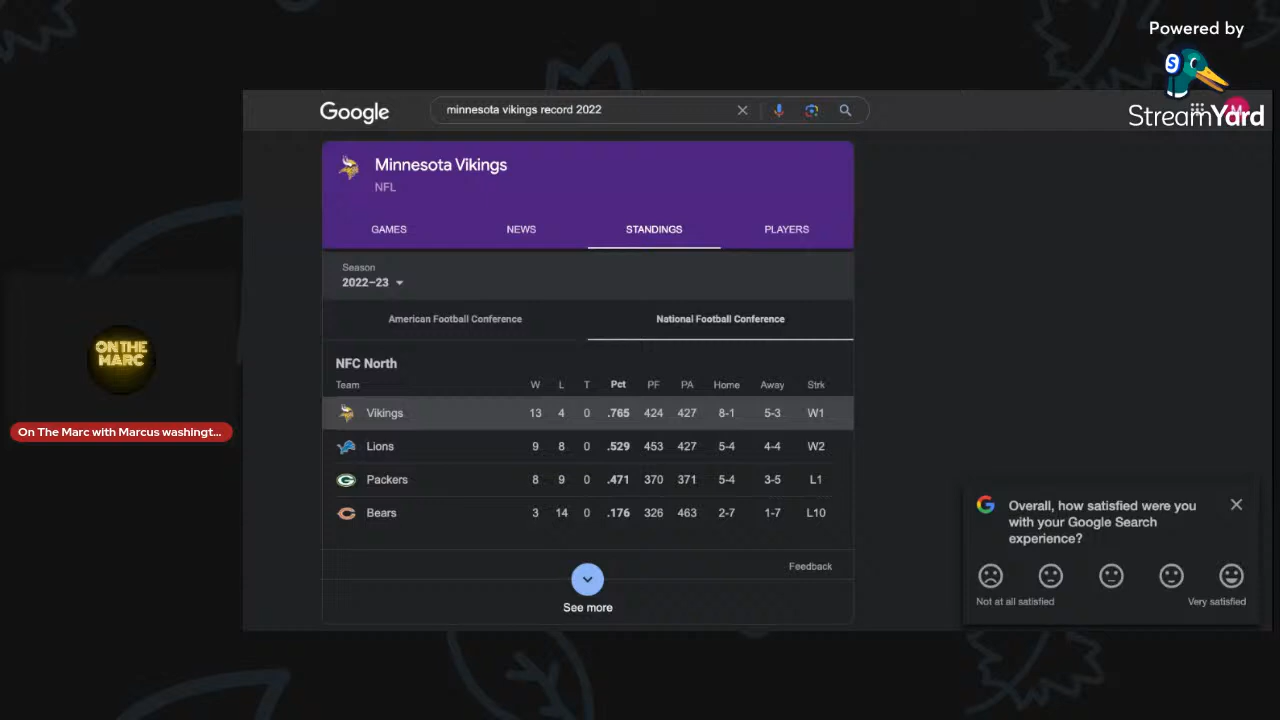 Powered by
StreamYard
Google
minnesota vikings record 2022
Minnesota Vikings
NFL
GAMES NEWS STANDINGS PLAYERS
Season
2022–23
American Football Conference National Football Conference
NFC North
Team W L T Pct PF PA Home Away Strk
Vikings 13 4 0 .765 424 427 8-1 5-3 W1
Lions 9 8 0 .529 453 427 5-4 4-4 W2
Packers 8 9 0 .471 370 371 5-4 3-5 L1
Bears 3 14 0 .176 326 463 2-7 1-7 L10
Feedback
See more
ON THE
MARC
On The Marc with Marcus washingt...
Overall, how satisfied were you
with your Google Search
experience?
Not at all satisfied Very satisfied